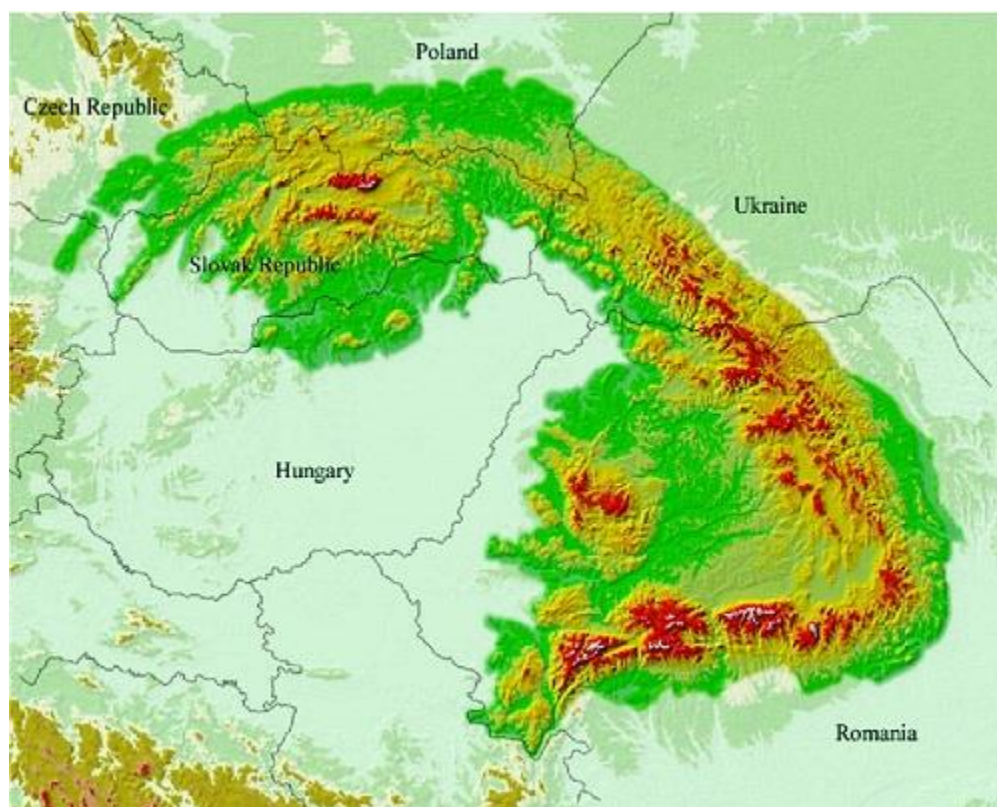 Poland
Czech Republic
Ukraine
Slovak Republic
Hungary
Romania